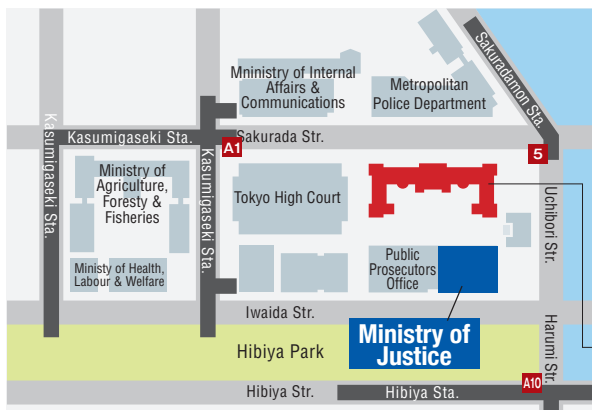 Mninistry of Internal
Affairs &
Communications
Metropolitan
Police Department
Sakuradamon Sta.
Kasumigaseki Sta.
Sakurada Str.
A1
5
Kasumigaseki Sta.
Kasumigaseki Sta.
Ministry of
Agriculture,
Foresty &
Fisheries
Tokyo High Court
Uchibori Str.
Ministy of Health,
Labour & Welfare
Public
Prosecutors
Office
Iwaida Str.
Ministry of
Justice
Harumi Str.
Hibiya Park
A10
Hibiya Str.
Hibiya Sta.